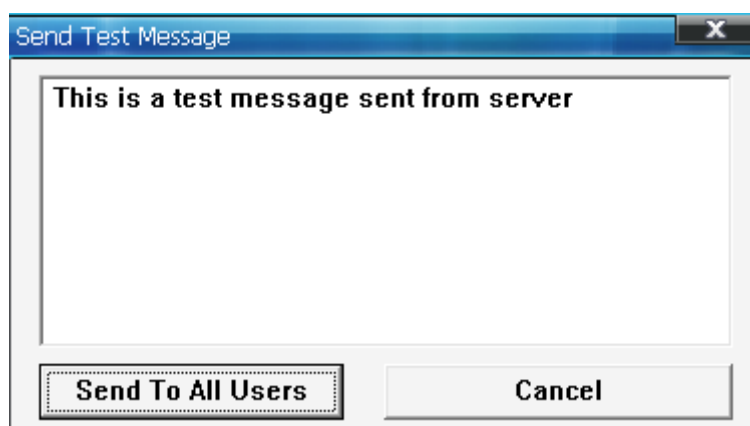 Send Test Message
X
This is a test message sent from server
Send To All Users
Cancel